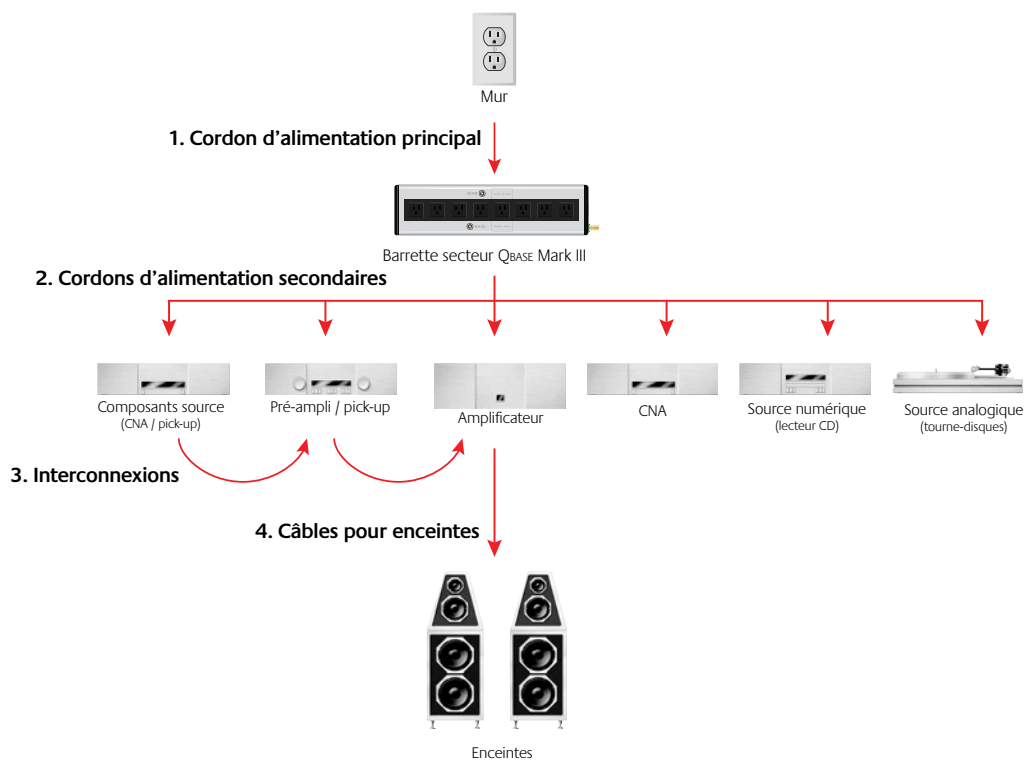 Mur
1. Cordon d’alimentation principal
Barrette secteur QBASE Mark III
2. Cordons d’alimentation secondaires
Composants source
(CNA / pick-up)
Pré-ampli / pick-up
Amplificateur
CNA
Source numérique
(lecteur CD)
Source analogique
(tourne-disques)
3. Interconnexions
4. Câbles pour enceintes
Enceintes